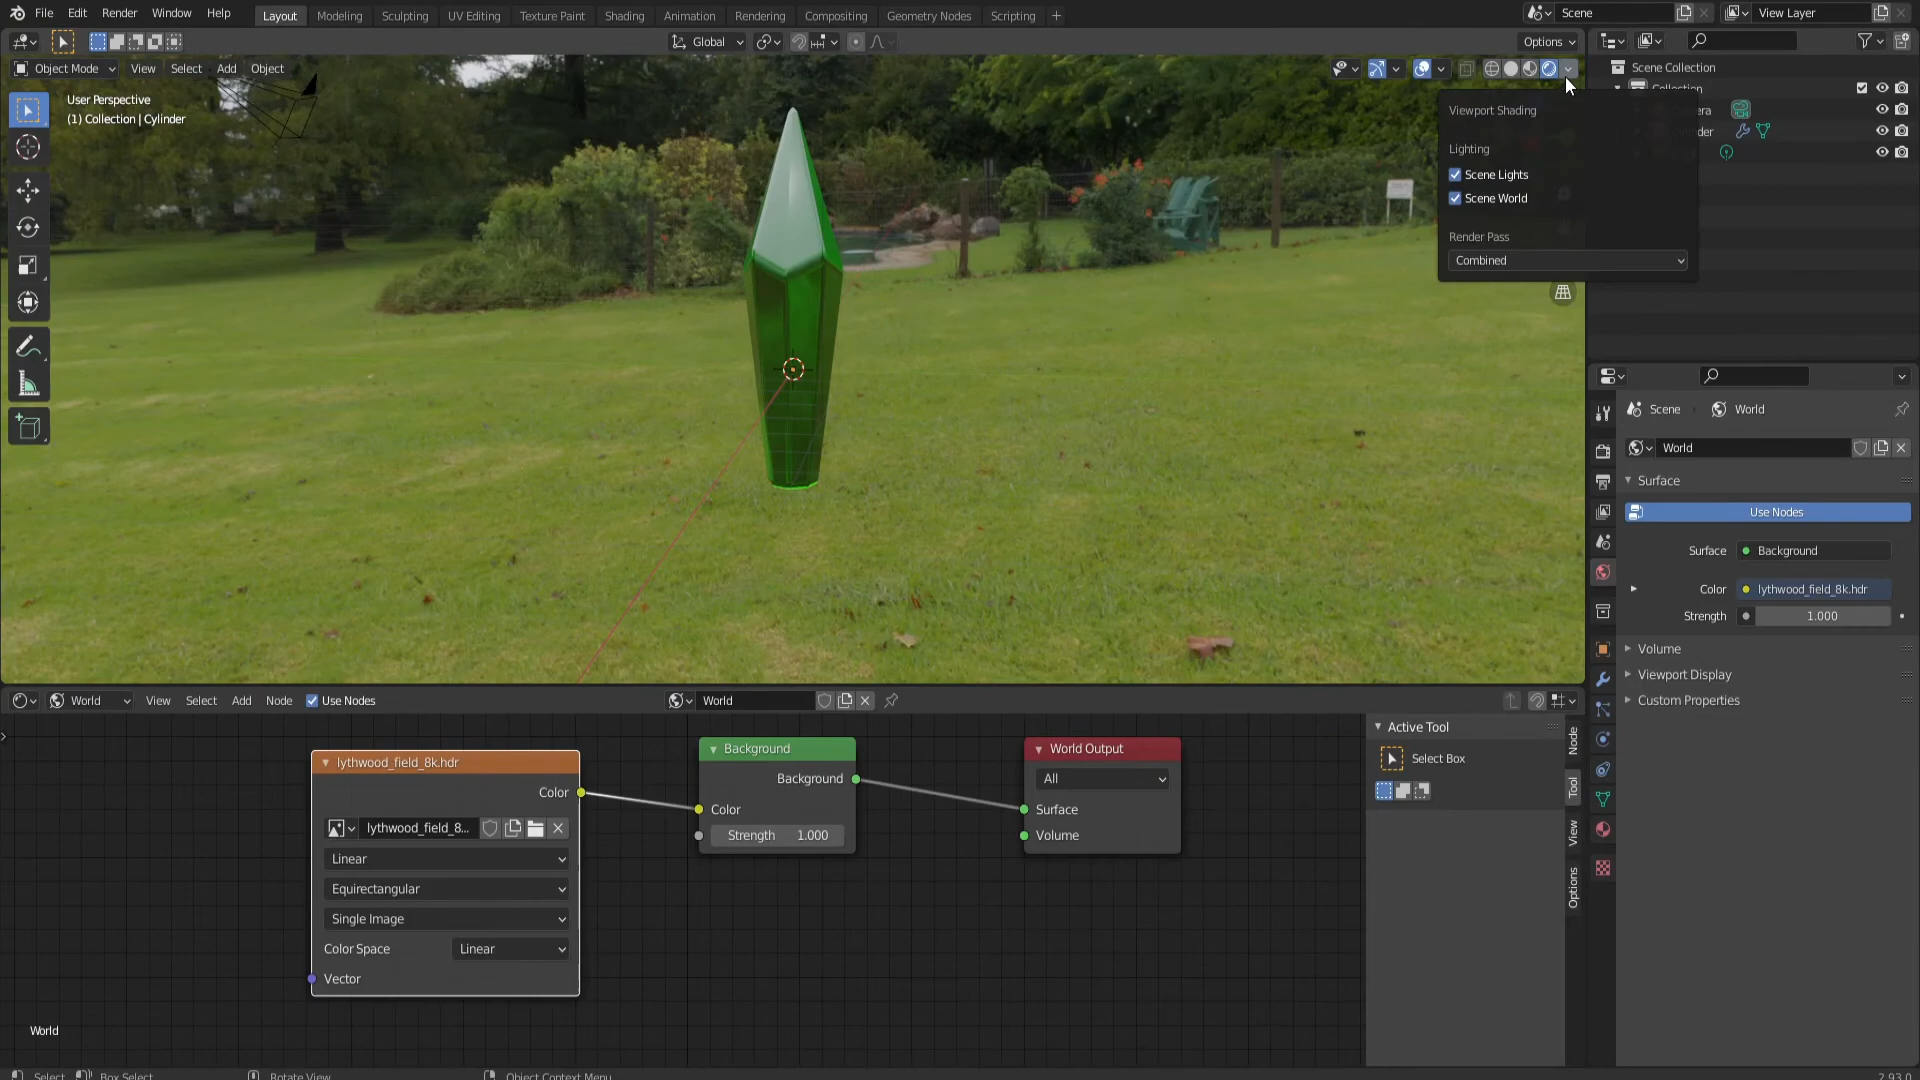 File Edit Render Window Help
Layout Modeling Sculpting UV Editing Texture Paint Shading Animation Rendering Compositing Geometry Nodes Scripting +
Scene
View Layer
Global
Options
Object Mode View Select Add Object
User Perspective
(1) Collection | Cylinder
Viewport Shading
Lighting
Scene Lights
Scene World
Render Pass
Combined
Scene Collection
Collection
Scene World
World
Surface
Use Nodes
Surface Background
Color lythwood_field_8k.hdr
Strength 1.000
Volume
Viewport Display
Custom Properties
World View Select Add Node Use Nodes
World
lythwood_field_8k.hdr
Color
lythwood_field_8...
Linear
Equirectangular
Single Image
Color Space Linear
Vector
Background
Background
Color
Strength 1.000
World Output
All
Surface
Volume
Active Tool
Select Box
Node
Tool
View
Options
World
Select Box Select Rotate View Object Context Menu
2.93.0